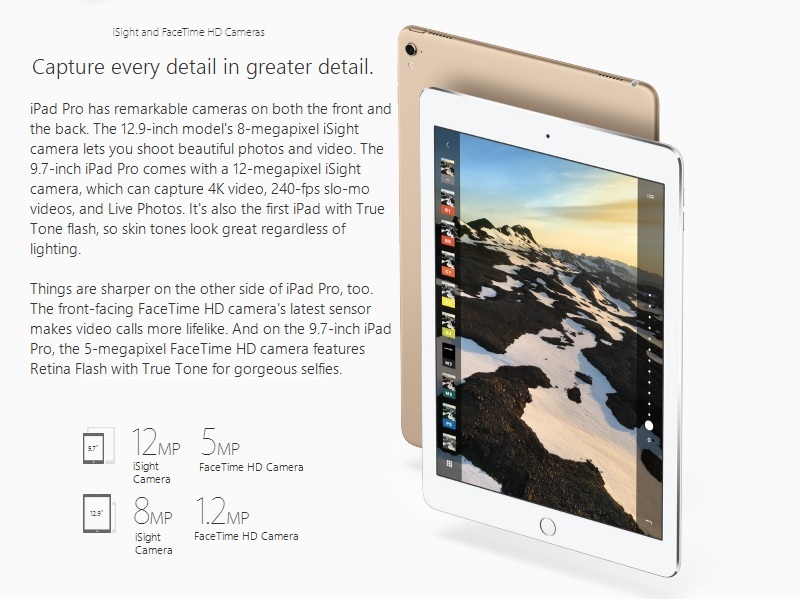 iSight and FaceTime HD Cameras
Capture every detail in greater detail.
iPad Pro has remarkable cameras on both the front and
the back. The 12.9-inch model's 8-megapixel iSight
camera lets you shoot beautiful photos and video. The
9.7-inch iPad Pro comes with a 12-megapixel iSight
camera, which can capture 4K video, 240-fps slo-mo
videos, and Live Photos. It's also the first iPad with True
Tone flash, so skin tones look great regardless of
lighting.
Things are sharper on the other side of iPad Pro, too.
The front-facing FaceTime HD camera's latest sensor
makes video calls more lifelike. And on the 9.7-inch iPad
Pro, the 5-megapixel FaceTime HD camera features
Retina Flash with True Tone for gorgeous selfies.
9.7"
12MP
iSight
Camera
5MP
FaceTime HD Camera
12.9"
8MP
iSight
Camera
1.2MP
FaceTime HD Camera